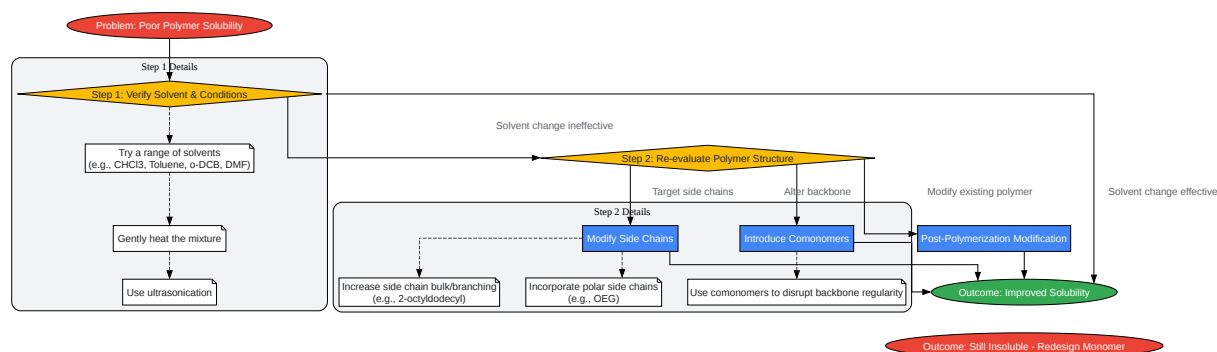 Problem: Poor Polymer Solubility
Step 1 Details
Step 1: Verify Solvent & Conditions
Try a range of solvents
(e.g., CHCl3, Toluene, o-DCB, DMF)
Gently heat the mixture
Use ultrasonication
Solvent change ineffective
Step 2: Re-evaluate Polymer Structure
Target side chains
Alter backbone
Modify existing polymer
Solvent change effective
Step 2 Details
Modify Side Chains
Introduce Comonomers
Post-Polymerization Modification
Increase side chain bulk/branching
(e.g., 2-octyldodecyl)
Incorporate polar side chains
(e.g., OEG)
Use comonomers to disrupt backbone regularity
Outcome: Improved Solubility
Outcome: Still Insoluble - Redesign Monomer